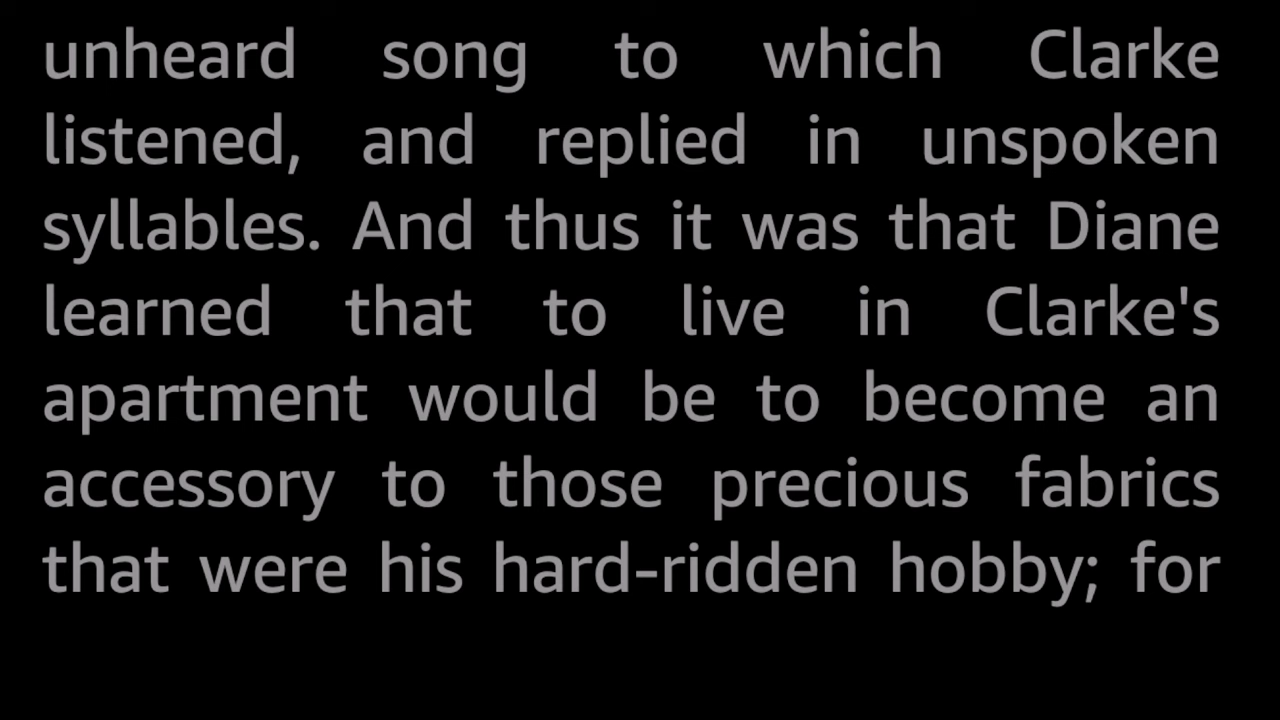 unheard song to which Clarke
listened, and replied in unspoken
syllables. And thus it was that Diane
learned that to live in Clarke's
apartment would be to become an
accessory to those precious fabrics
that were his hard-ridden hobby; for